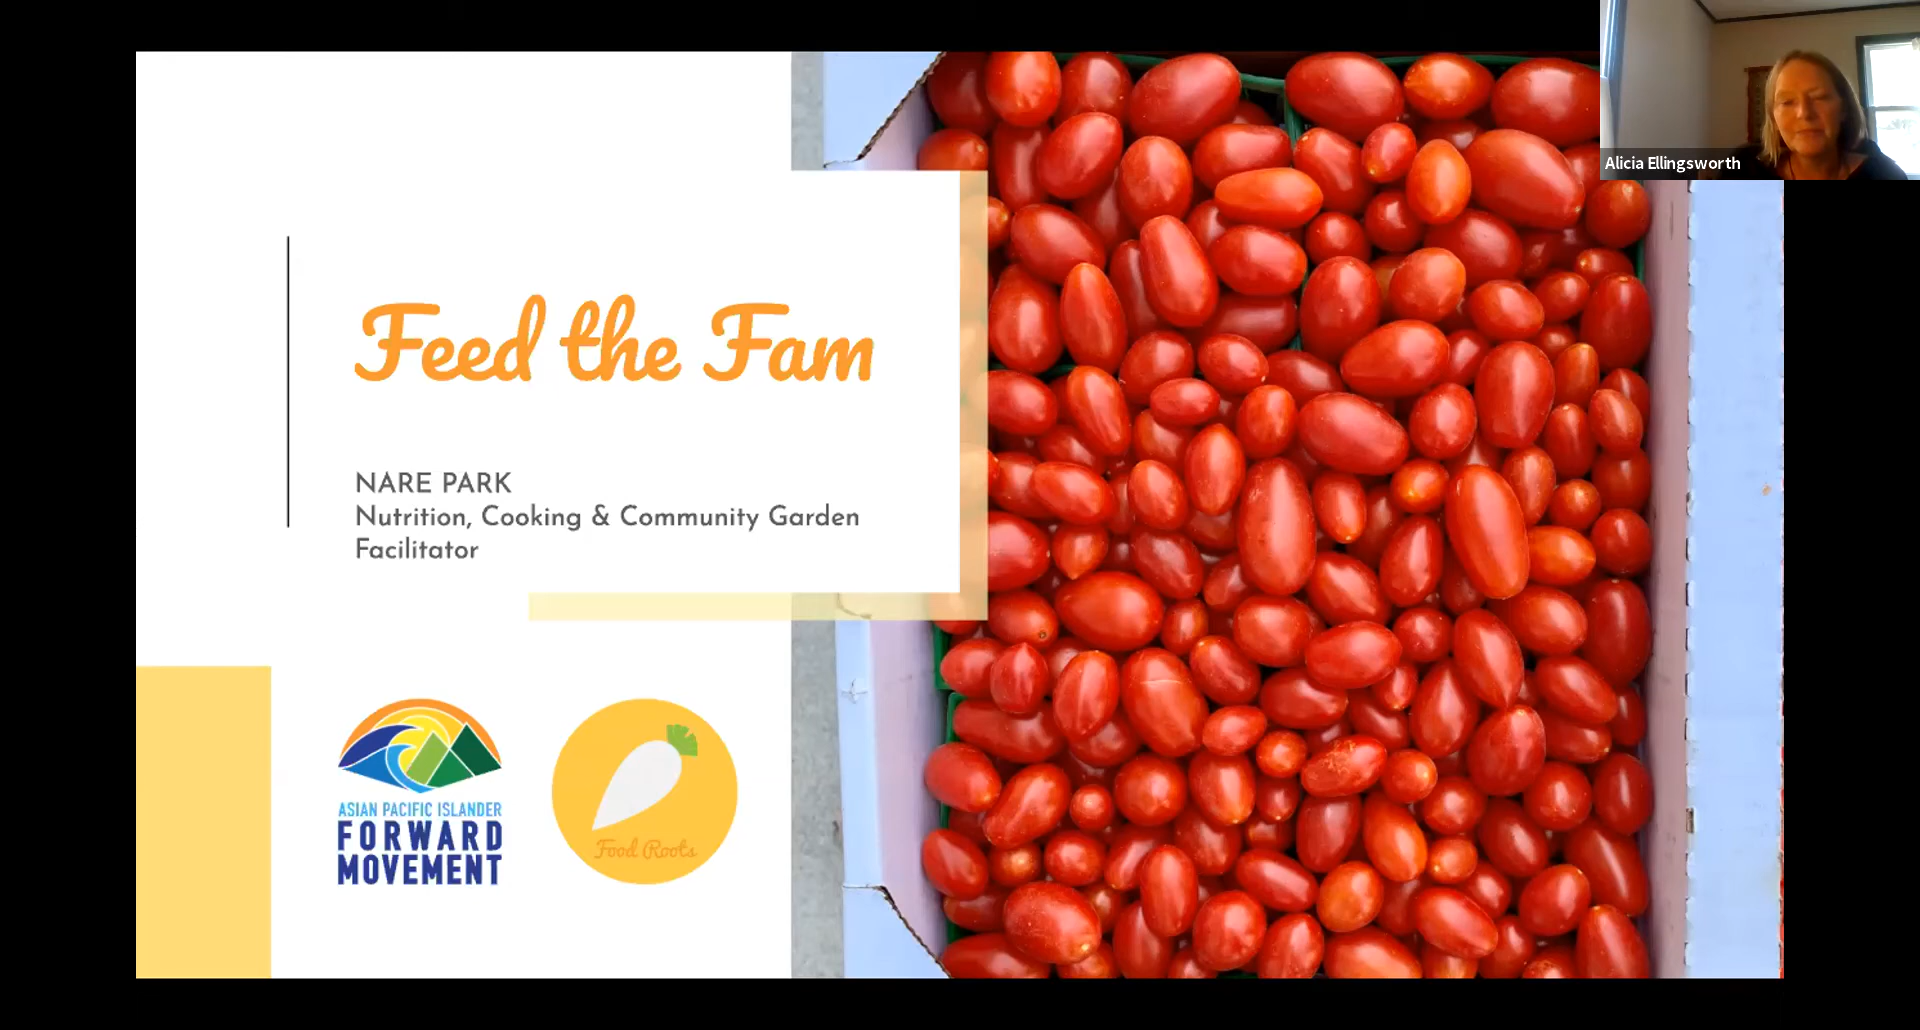 Alicia Ellingsworth
Feed the Fam
NARE PARK
Nutrition, Cooking & Community Garden
Facilitator
ASIAN PACIFIC ISLANDER
FORWARD
MOVEMENT
Food Roots